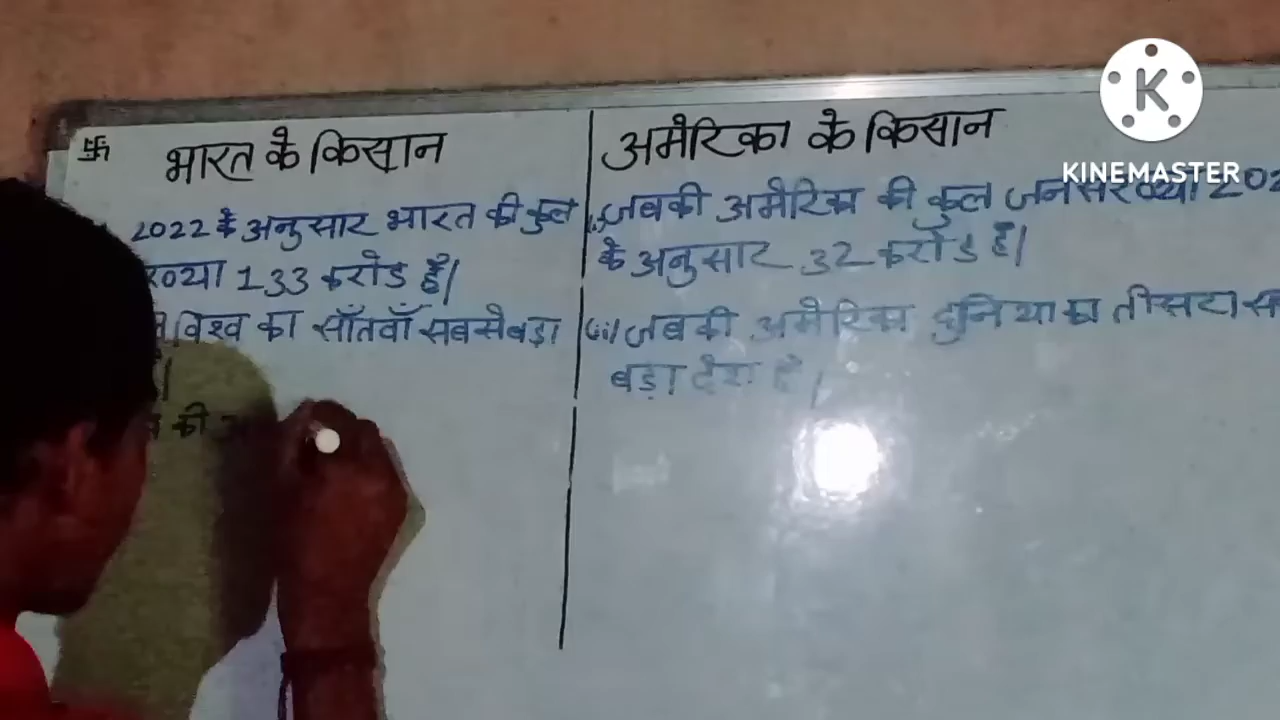 卐 भारत के किसान
2022 के अनुसार भारत की कुल
ख्या 133 करोड हैं।
विश्व का साँतवाँ सबसे बड़ा
।
की
अमेरिका के किसान
(i) जबकी अमेरिका की कुल जनसंख्या 202
के अनुसार 32 करोड हैं।
(ii) जबकी अमेरिका दुनिया का तीसरा स
बड़ा देश है।
K
KINEMASTER